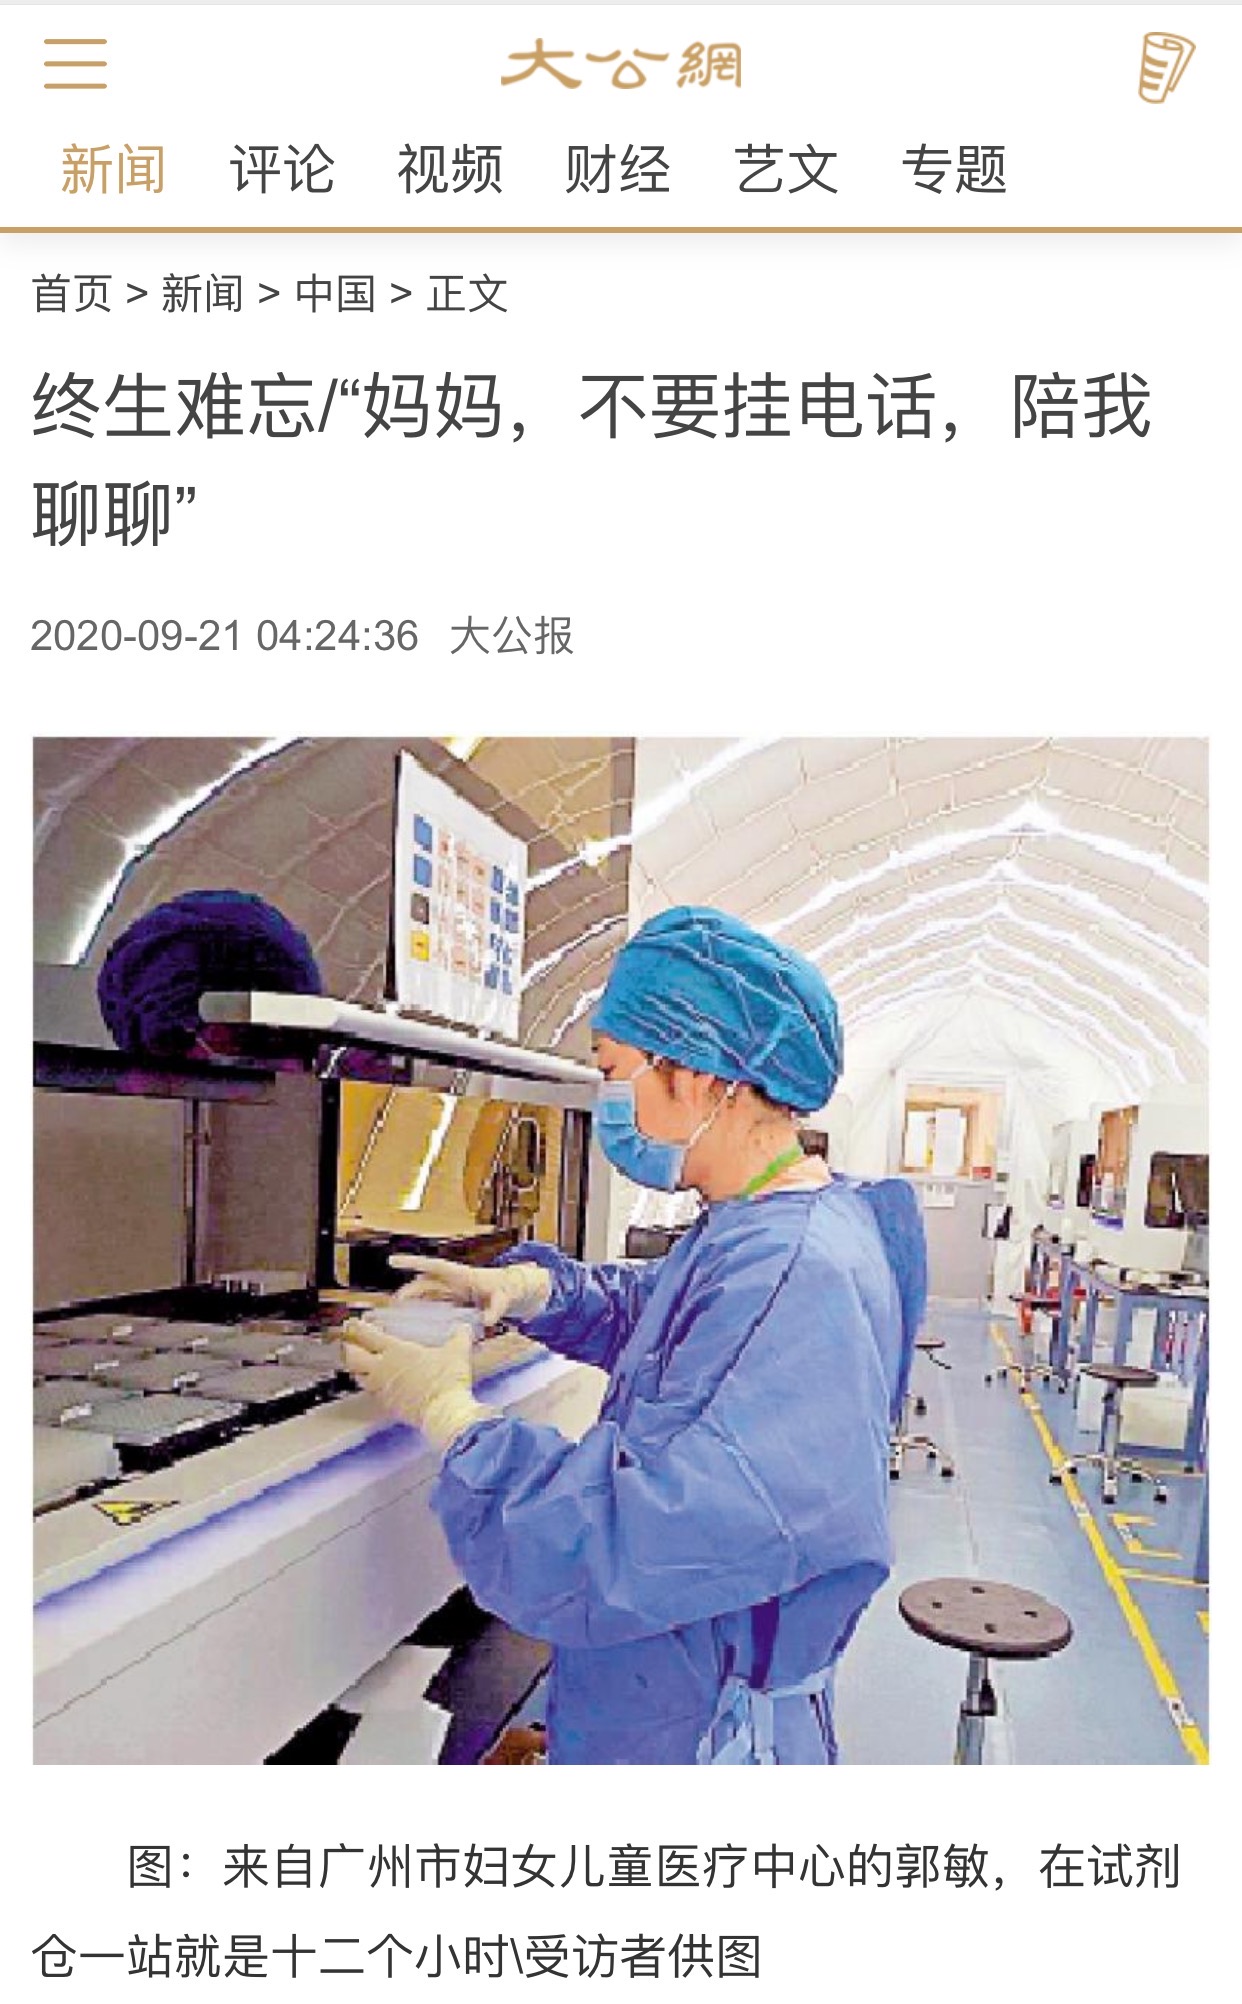 大公網
新闻 评论 视频 财经 艺文 专题
首页 > 新闻 > 中国 > 正文
终生难忘/“妈妈，不要挂电话，陪我
聊聊”
2020-09-21 04:24:36 大公报
图：来自广州市妇女儿童医疗中心的郭敏，在试剂
仓一站就是十二个小时\受访者供图